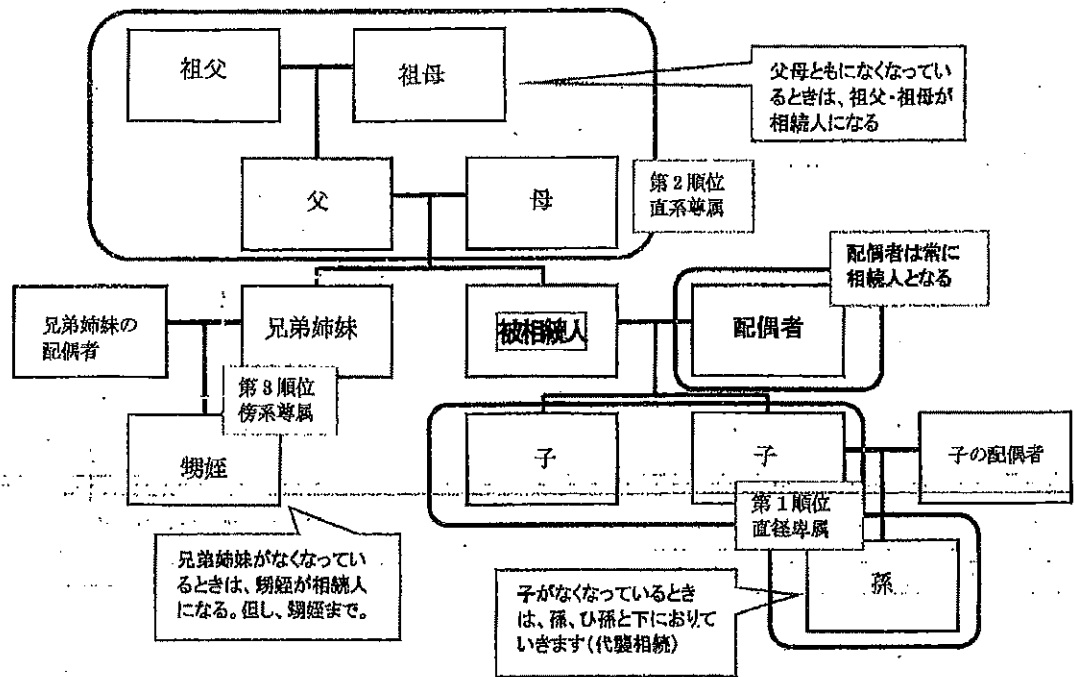 祖父
祖母
父母ともになくなってい
るときは、祖父・祖母が
相続人になる
父
母
第2順位
直系尊属
配偶者は常に
相続人となる
兄弟姉妹の
配偶者
兄弟姉妹
被相続人
配偶者
第3順位
傍系尊属
甥姪
子
子
子の配偶者
第1順位
直経卑属
兄弟姉妹がなくなってい
るときは、甥姪が相続人
になる。但し、甥姪まで。
子がなくなっているとき
は、孫、ひ孫と下におりて
いきます(代襲相続)
孫